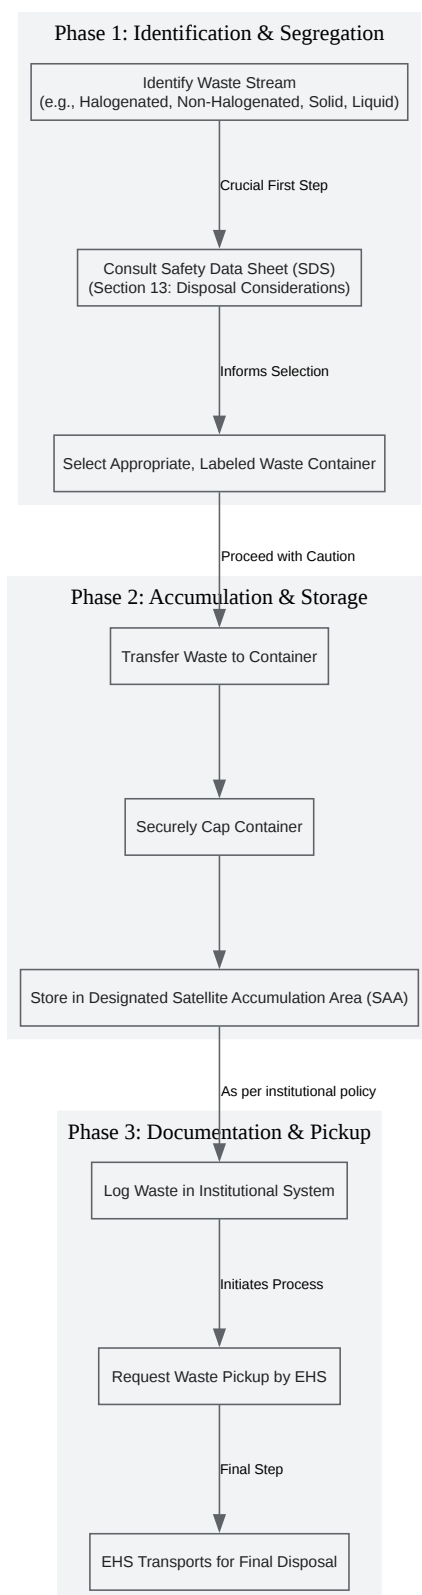 Phase 1: Identification & Segregation
Identify Waste Stream
(e.g., Halogenated, Non-Halogenated, Solid, Liquid)
Crucial First Step
Consult Safety Data Sheet (SDS)
(Section 13: Disposal Considerations)
Informs Selection
Select Appropriate, Labeled Waste Container
Proceed with Caution
Phase 2: Accumulation & Storage
Transfer Waste to Container
Securely Cap Container
Store in Designated Satellite Accumulation Area (SAA)
As per institutional policy
Phase 3: Documentation & Pickup
Log Waste in Institutional System
Initiates Process
Request Waste Pickup by EHS
Final Step
EHS Transports for Final Disposal